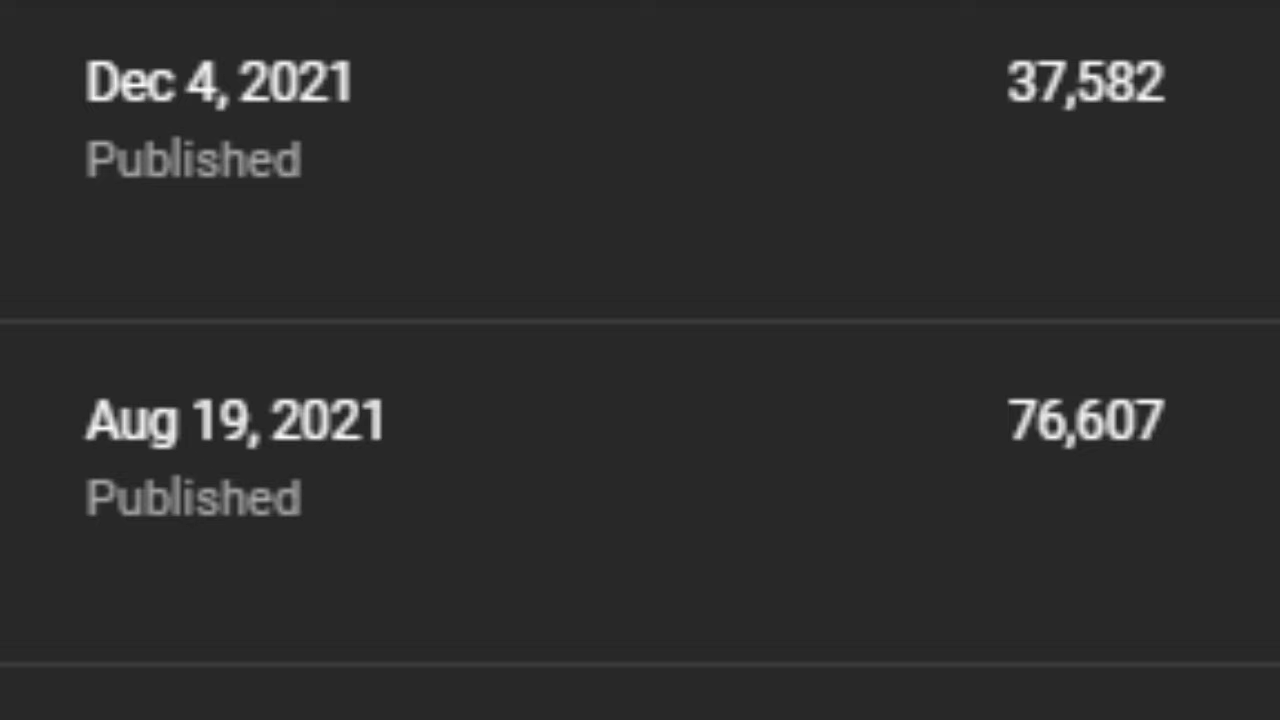 Dec 4, 2021 37,582
Published
Aug 19, 2021 76,607
Published